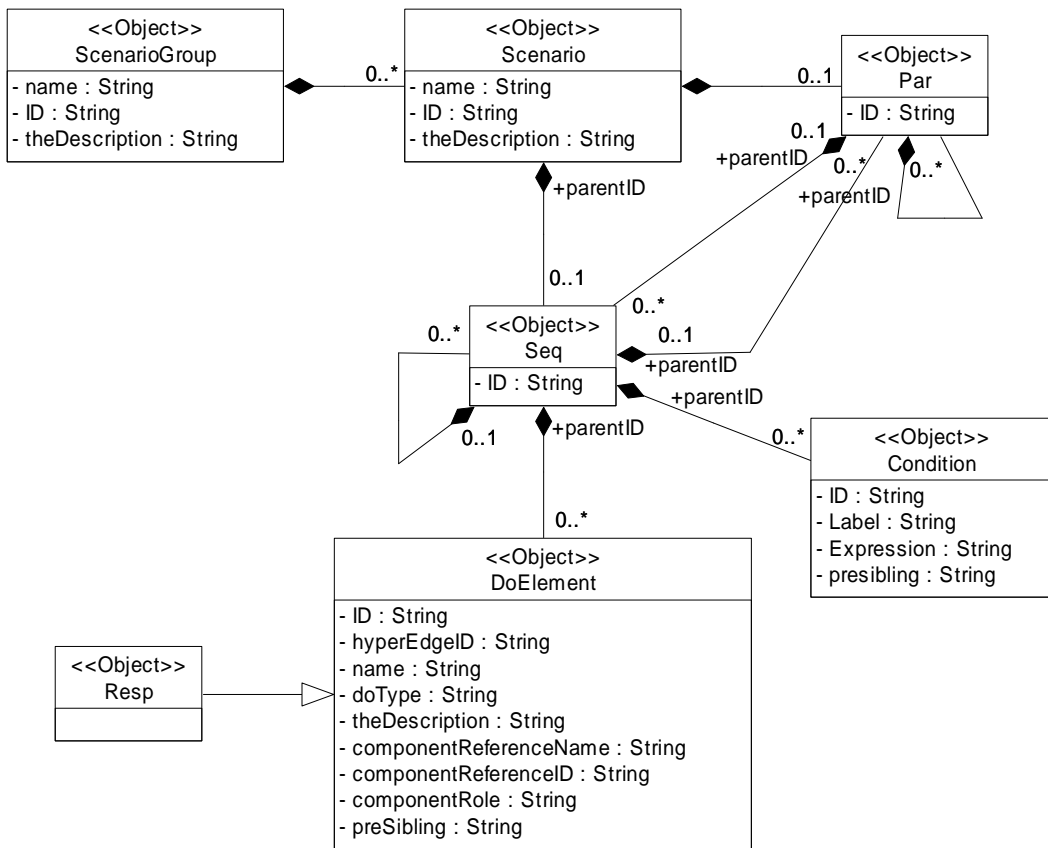 <<Object>>
ScenarioGroup
- name : String
- ID : String
- theDescription : String
0..*
<<Object>>
Scenario
- name : String
- ID : String
- theDescription : String
0..1
<<Object>>
Par
- ID : String
0..1
+parentID
0..*
+parentID
0..*
+parentID
0..1
0..*
0..*
<<Object>>
Seq
- ID : String
0..1
+parentID
+parentID
0..1
+parentID
0..*
<<Object>>
Condition
- ID : String
- Label : String
- Expression : String
- presibling : String
0..*
<<Object>>
DoElement
- ID : String
- hyperEdgeID : String
- name : String
- doType : String
- theDescription : String
- componentReferenceName : String
- componentReferenceID : String
- componentRole : String
- preSibling : String
<<Object>>
Resp